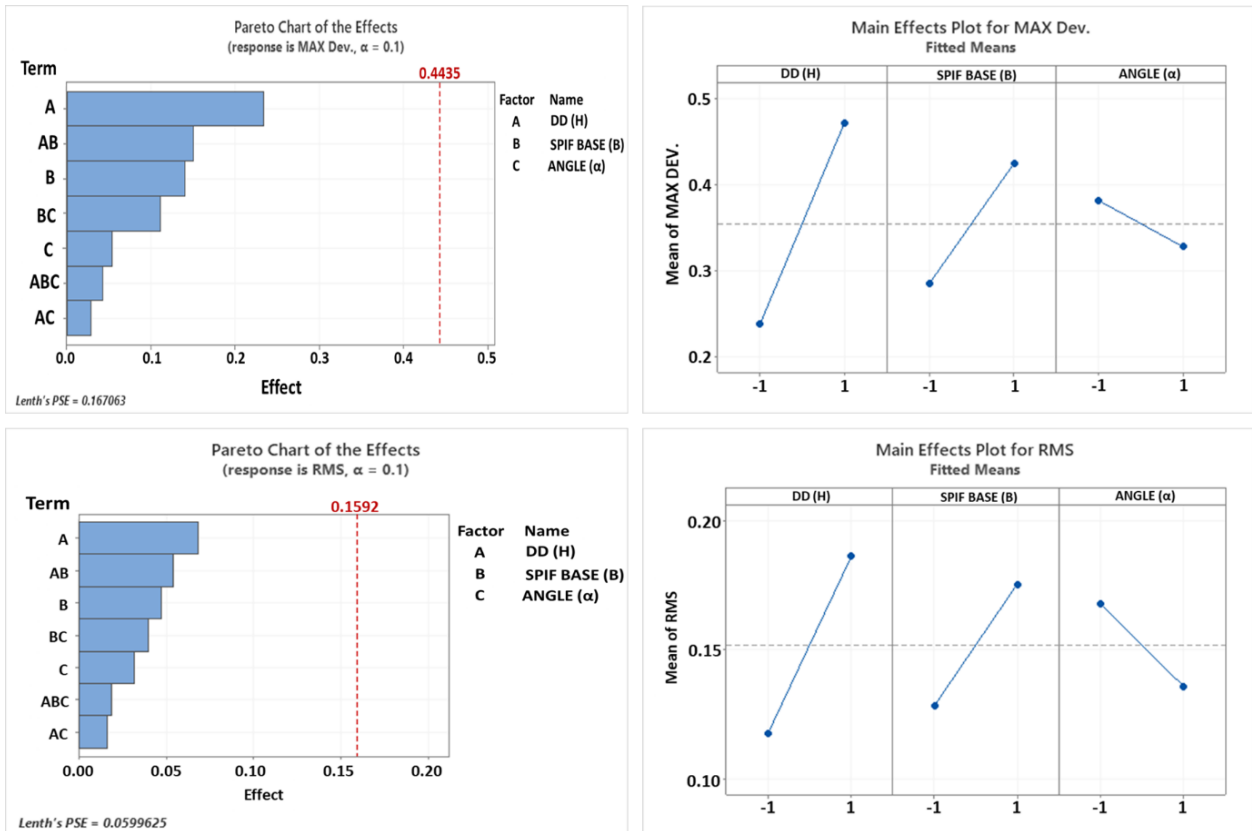 Pareto Chart of the Effects
(response is MAX Dev., α = 0.1)
Term
0.4435
A
AB
B
BC
C
ABC
AC
0.0 0.1 0.2 0.3 0.4 0.5
Effect
Lenth's PSE = 0.167063
Factor Name
A DD (H)
B SPIF BASE (B)
C ANGLE (α)
Main Effects Plot for MAX Dev.
Fitted Means
DD (H) SPIF BASE (B) ANGLE (α)
Mean of MAX DEV.
0.5
0.4
0.3
0.2
-1 1 -1 1 -1 1
Pareto Chart of the Effects
(response is RMS, α = 0.1)
Term
0.1592
A
AB
B
BC
C
ABC
AC
0.00 0.05 0.10 0.15 0.20
Effect
Lenth's PSE = 0.0599625
Factor Name
A DD (H)
B SPIF BASE (B)
C ANGLE (α)
Main Effects Plot for RMS
Fitted Means
DD (H) SPIF BASE (B) ANGLE (α)
Mean of RMS
0.20
0.15
0.10
-1 1 -1 1 -1 1